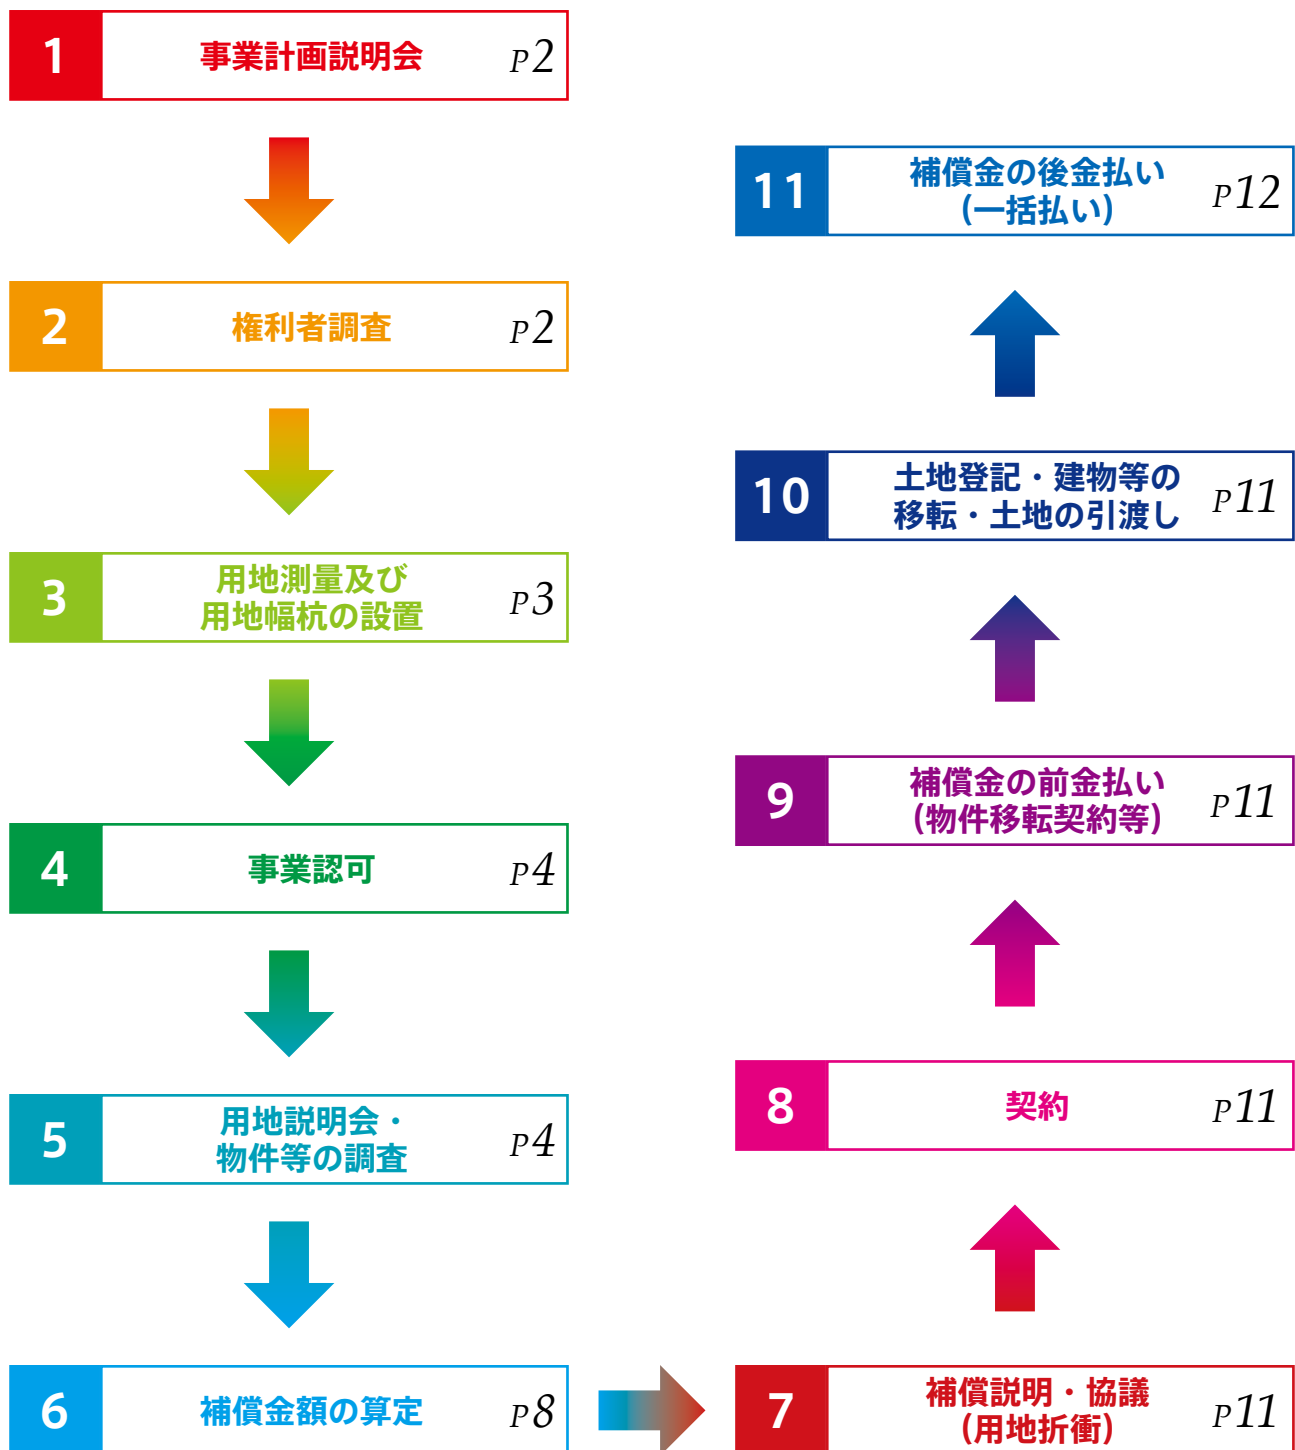 1
事業計画説明会
P2
2
権利者調査
P2
3
用地測量及び
用地幅杭の設置
P3
4
事業認可
P4
5
用地説明会・
物件等の調査
P4
6
補償金額の算定
P8
7
補償説明・協議
(用地折衝)
P11
8
契約
P11
9
補償金の前金払い
(物件移転契約等)
P11
10
土地登記・建物等の
移転・土地の引渡し
P11
11
補償金の後金払い
(一括払い)
P12